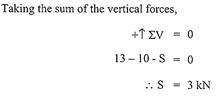 Taking the sum of the vertical forces,
+↑ ΣV = 0
13 – 10 - S = 0
∴ S = 3 kN